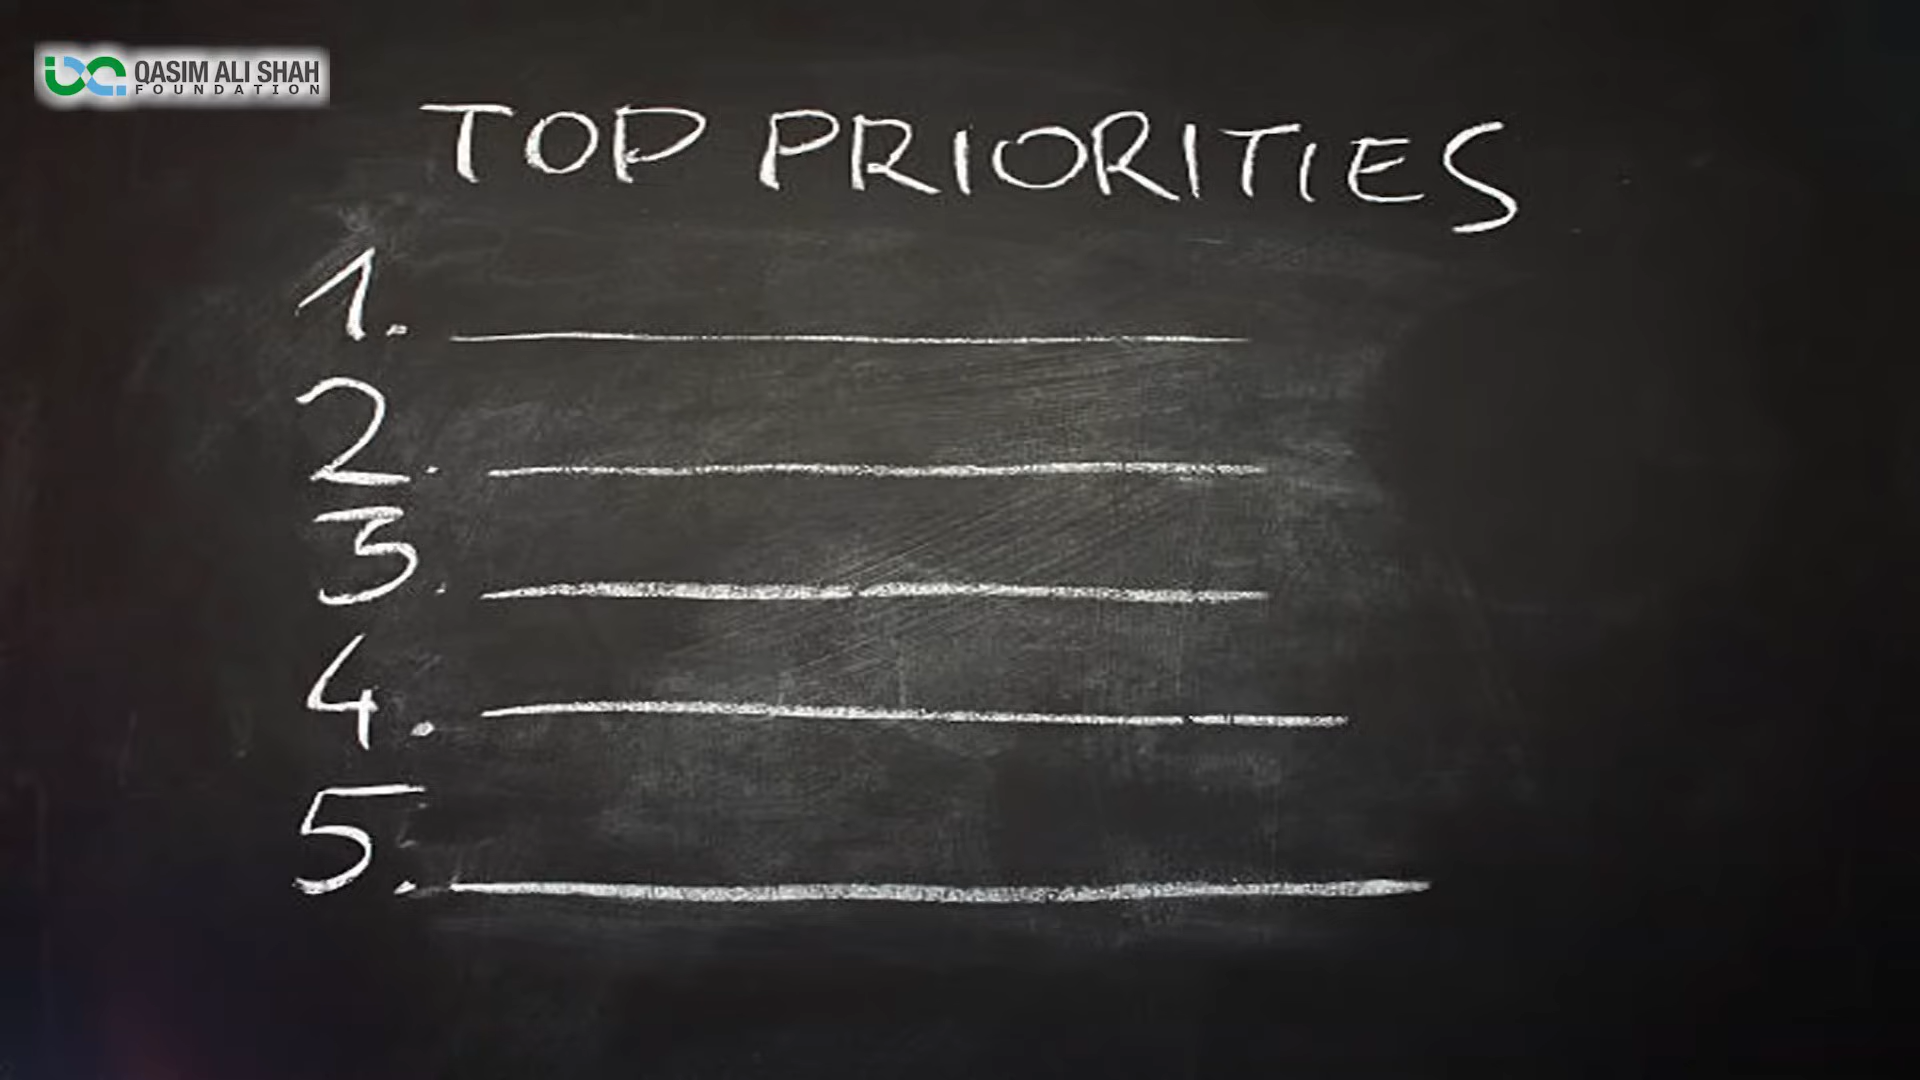 QASIM ALI SHAH
FOUNDATION
TOP PRIORITIES
1.
2.
3.
4.
5.